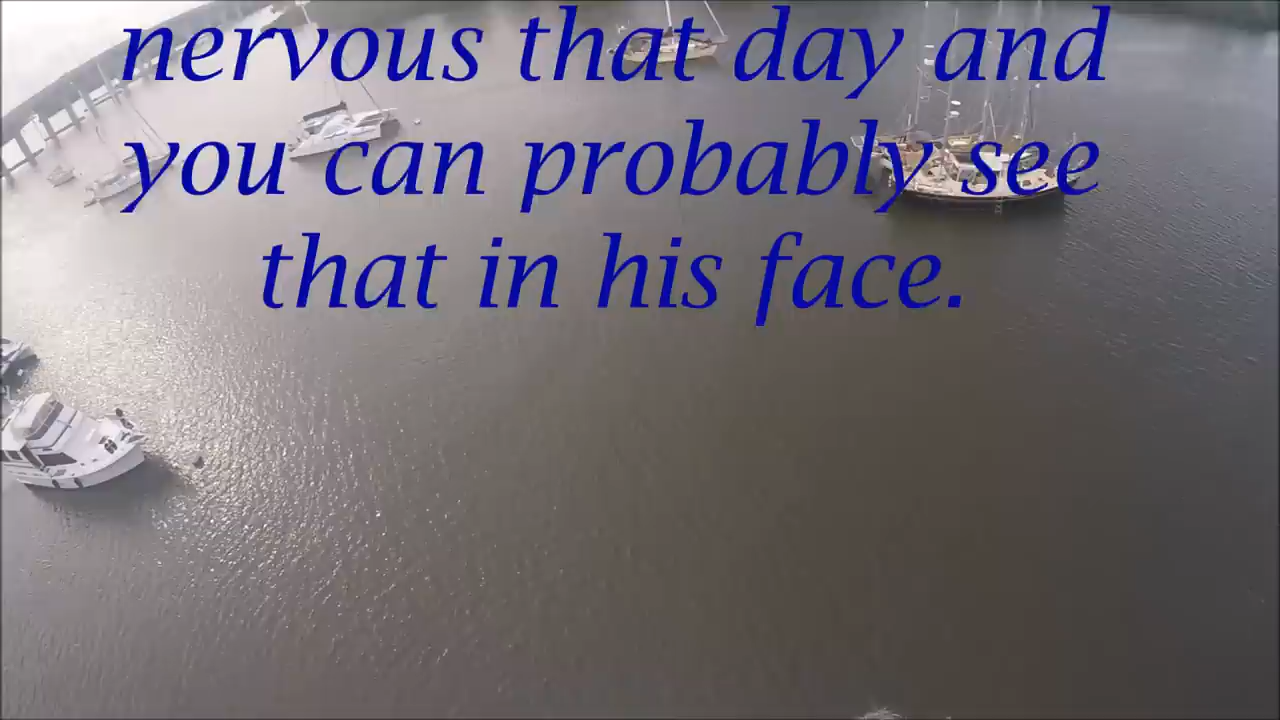 nervous that day and
you can probably see
that in his face.